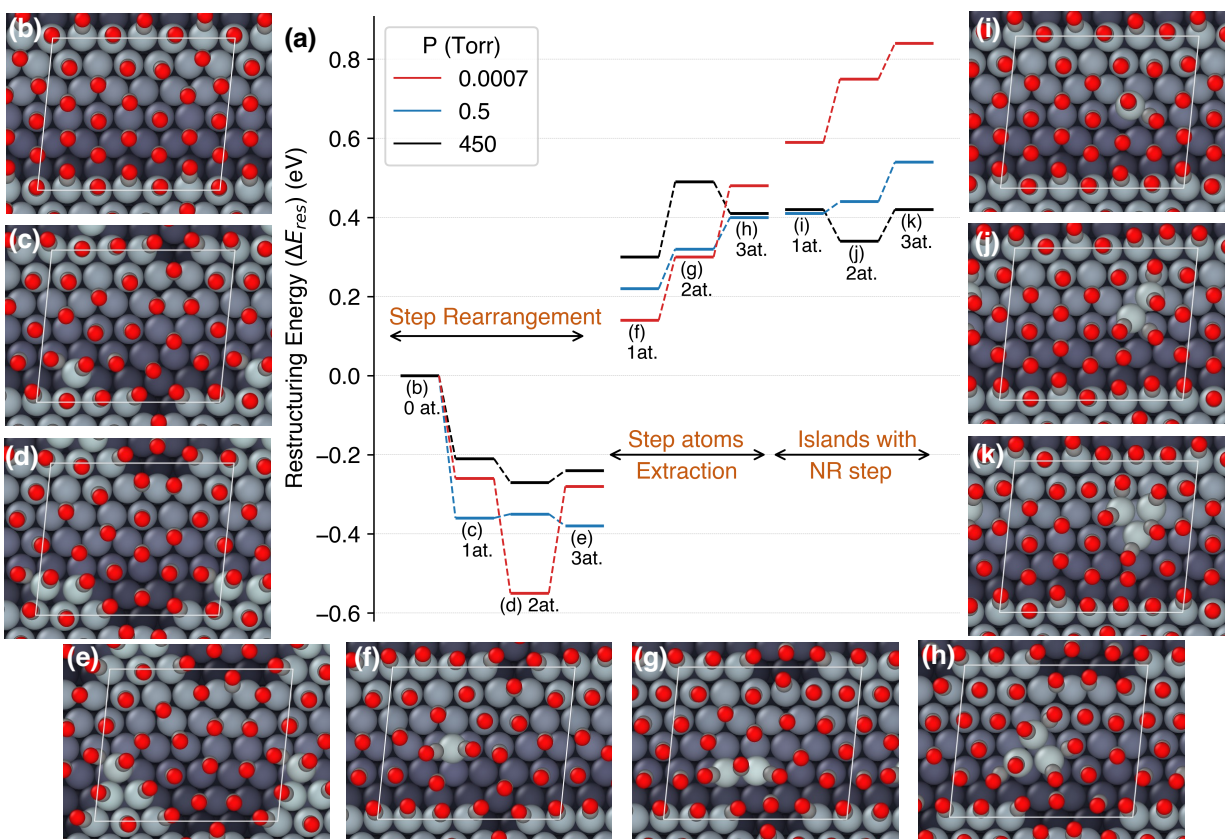 (b)
(c)
(d)
(a)
Restructuring Energy (ΔE_res) (eV)
0.8
0.6
0.4
0.2
0.0
−0.2
−0.4
−0.6
P (Torr)
0.0007
0.5
450
Step Rearrangement
(b)
0 at.
(c)
1at.
(d) 2at.
(e)
3at.
(f)
1at.
(g)
2at.
(h)
3at.
(i)
1at.
(j)
2at.
(k)
3at.
Step atoms
Extraction
Islands with
NR step
(i)
(j)
(k)
(e)
(f)
(g)
(h)